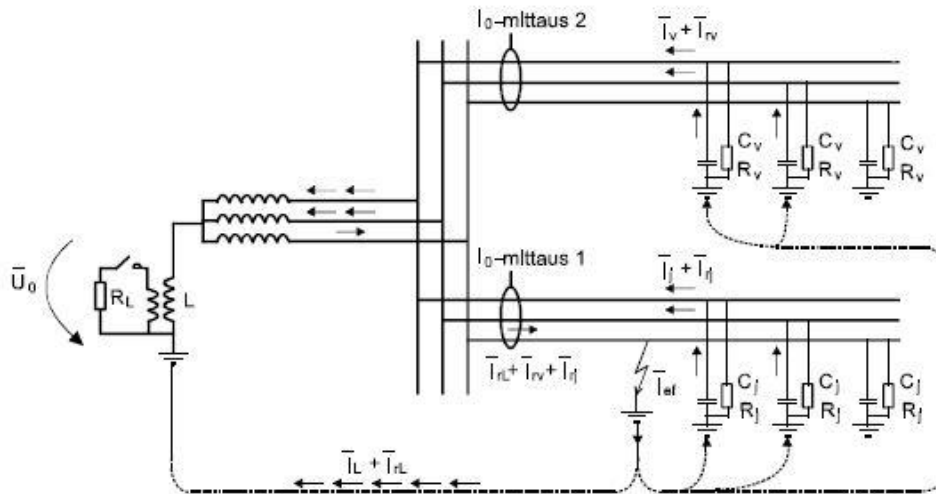 I0-mittaus 2
Iv + Irv
Cv
Rv
Cv
Rv
Cv
Rv
U0
RL
L
I0-mittaus 1
Ij + Irj
IrL + Irv + Irj
Ief
Cj
Rj
Cj
Rj
Cj
Rj
IL + IrL